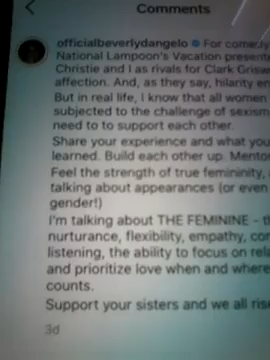 Comments
officialbeverlydangelo For comedy
National Lampoon's Vacation present
Christie and I as rivals for Clark Grisw
affection. And, as they say, hilarity en
But in real life, I know that all women
subjected to the challenge of sexism
need to to support each other.
Share your experience and what you
learned. Build each other up. Mento
Feel the strength of true femininity,
talking about appearances (or even
gender!)
I'm talking about THE FEMININE - th
nurturance, flexibility, empathy, com
listening, the ability to focus on rela
and prioritize love when and where
counts.
Support your sisters and we all rise
3d